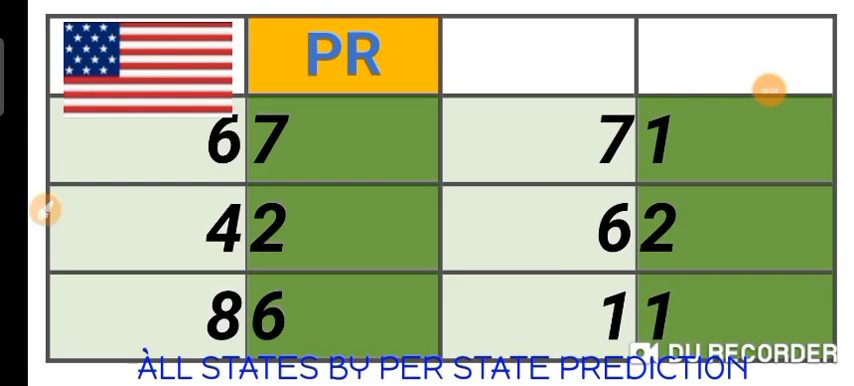 PR
67 71
42 62
86 11
DU RECORDER
ÀLL STATES BY PER STATE PREDICTION